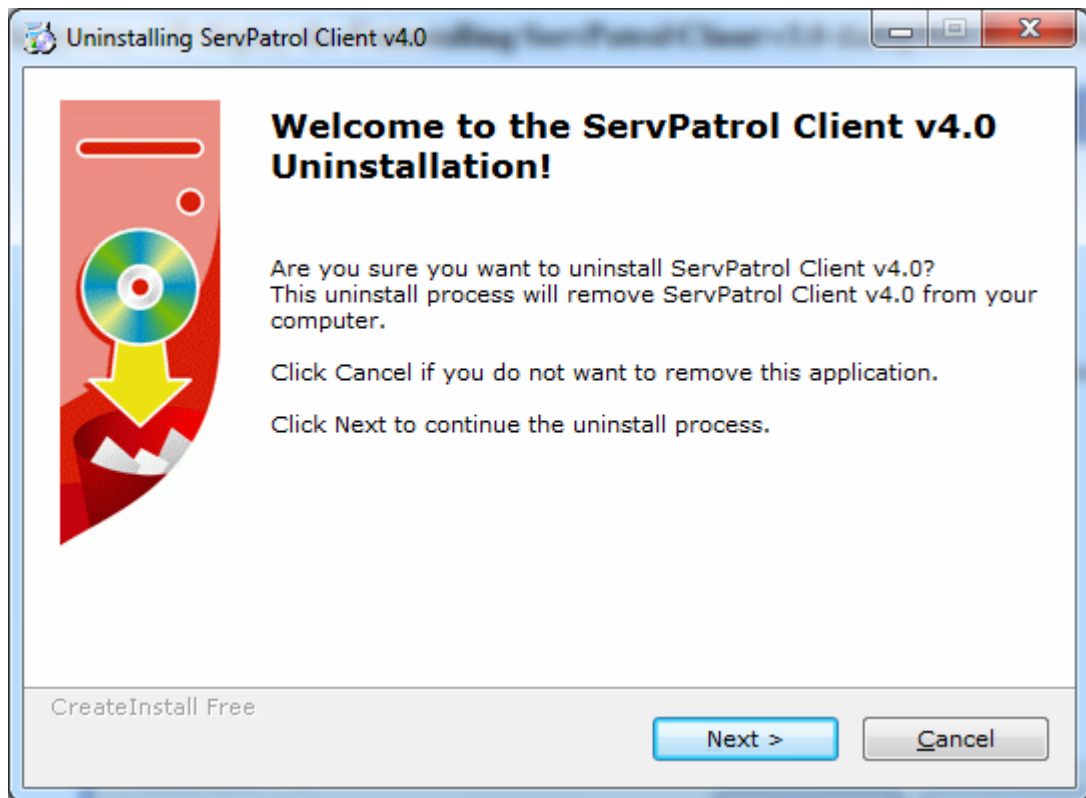 Uninstalling ServPatrol Client v4.0
Welcome to the ServPatrol Client v4.0
Uninstallation!
Are you sure you want to uninstall ServPatrol Client v4.0?
This uninstall process will remove ServPatrol Client v4.0 from your
computer.
Click Cancel if you do not want to remove this application.
Click Next to continue the uninstall process.
CreateInstall Free
Next >
Cancel